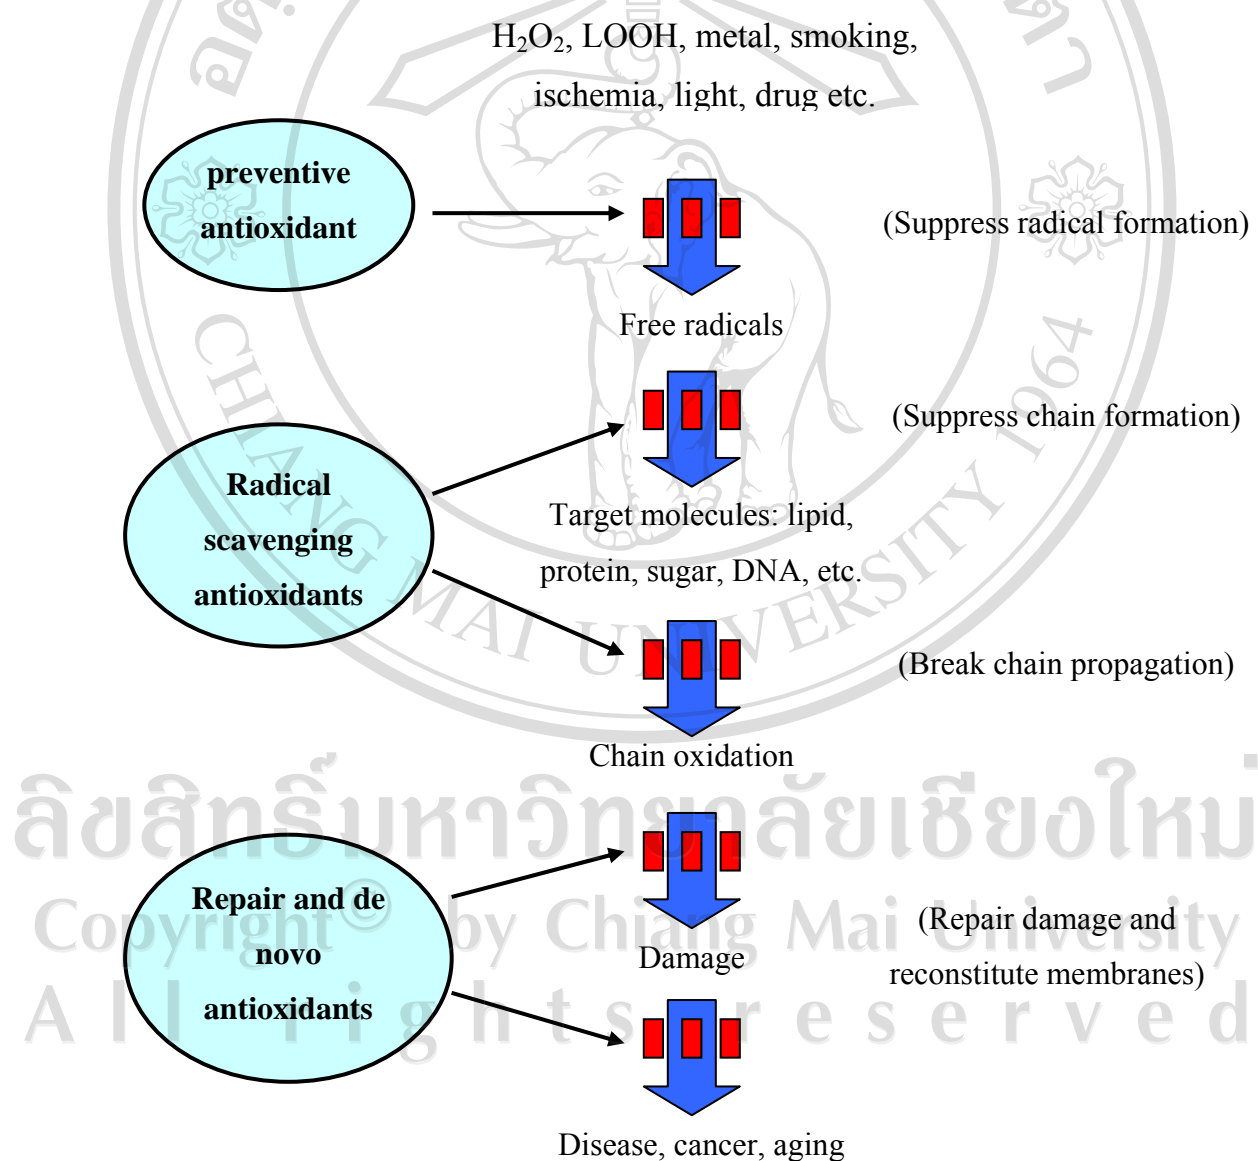 H₂O₂, LOOH, metal, smoking,
ischemia, light, drug etc.
preventive
antioxidant
(Suppress radical formation)
Free radicals
(Suppress chain formation)
Radical
scavenging
antioxidants
Target molecules: lipid,
protein, sugar, DNA, etc.
(Break chain propagation)
Chain oxidation
Repair and de
novo
antioxidants
(Repair damage and
reconstitute membranes)
Damage
Disease, cancer, aging
CHIANG MAI UNIVERSITY 1964
ลิขสิทธิ์มหาวิทยาลัยเชียงใหม่
Copyright © by Chiang Mai University
All rights reserved